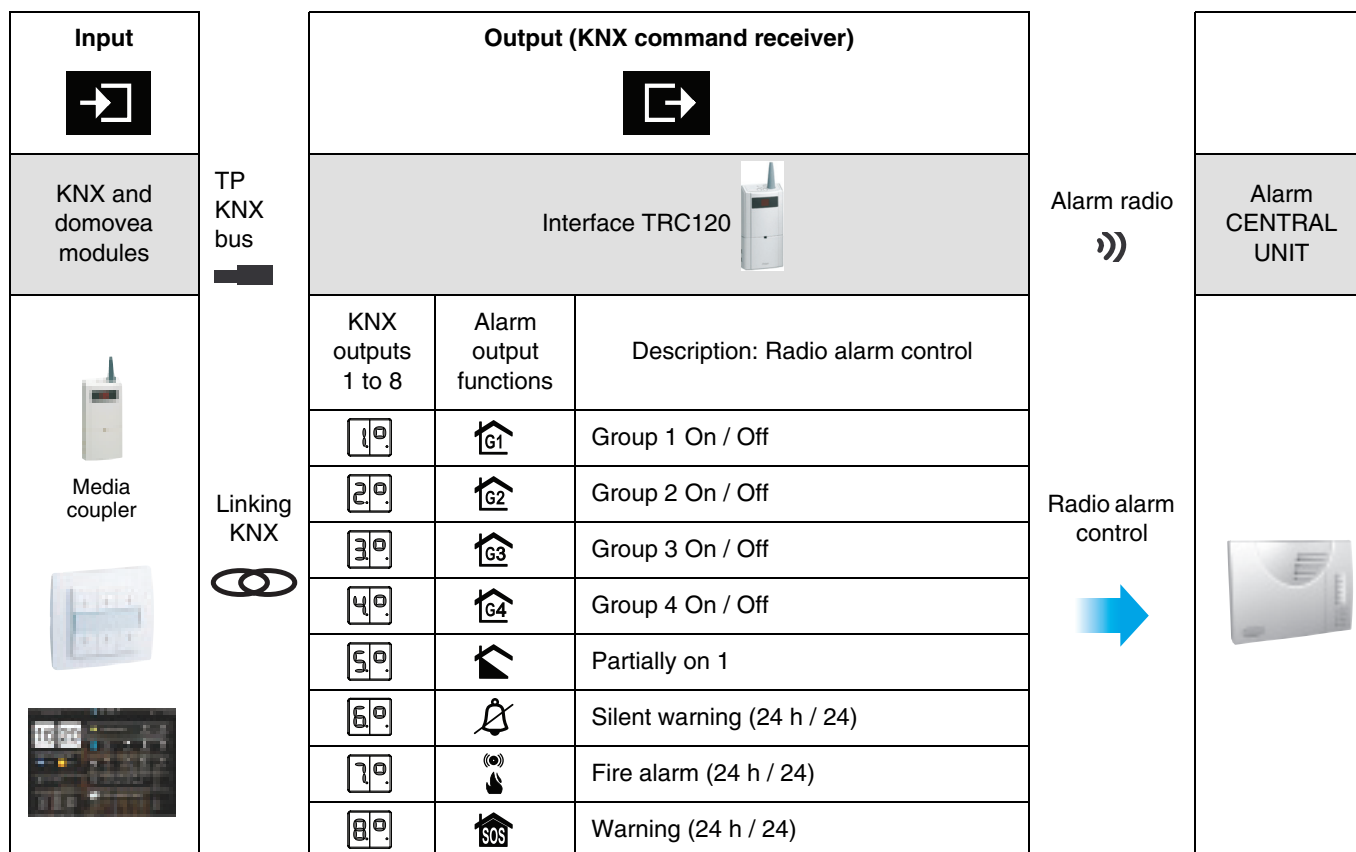 Input
Output (KNX command receiver)
KNX and
domovea
modules
TP
KNX
bus
Interface TRC120
Alarm radio
Alarm
CENTRAL
UNIT
Media
coupler
Linking
KNX
KNX
outputs
1 to 8
Alarm
output
functions
Description: Radio alarm control
1.o. G1 Group 1 On / Off
2.o. G2 Group 2 On / Off
3.o. G3 Group 3 On / Off
4.o. G4 Group 4 On / Off
5.o. Partially on 1
6.o. Silent warning (24 h / 24)
7.o. Fire alarm (24 h / 24)
8.o. SOS Warning (24 h / 24)
Radio alarm
control
16 20